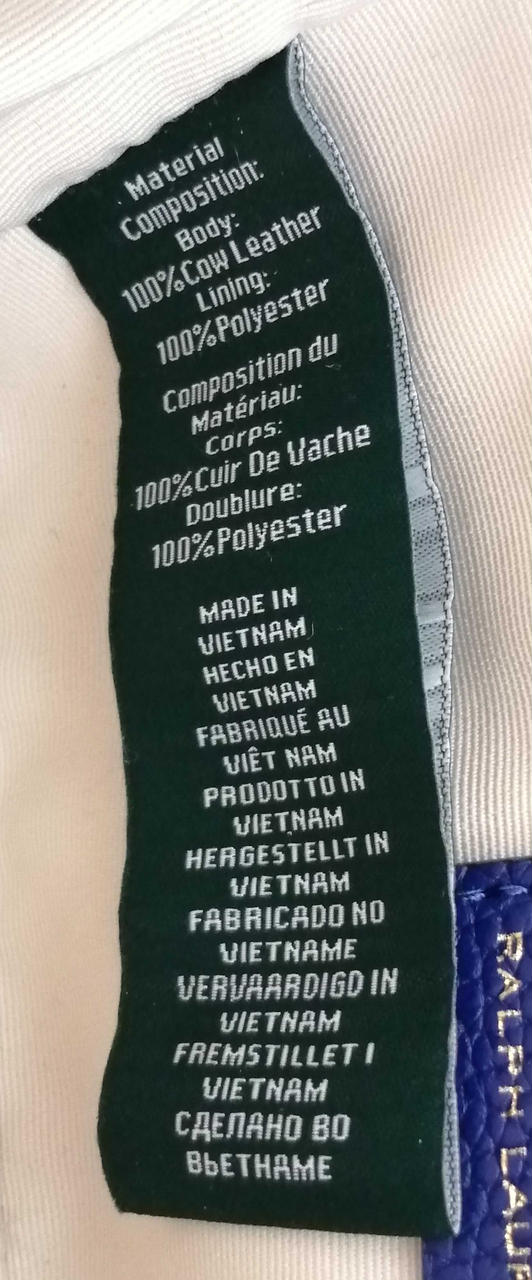 Material
Composition:
Body:
100%Cow Leather
Lining:
100%Polyester
Composition du
Matériau:
Corps:
100%Cuir De Vache
Doublure:
100%Polyester
MADE IN
VIETNAM
HECHO EN
VIETNAM
FABRIQUÉ AU
VIÊT NAM
PRODOTTO IN
VIETNAM
HERGESTELLT IN
VIETNAM
FABRICADO NO
VIETNAME
VERVAARDIGD IN
VIETNAM
FREMSTILLET I
VIETNAM
СДЕЛАНО ВО
ВЬЕТНАМЕ
RALPH LAUR